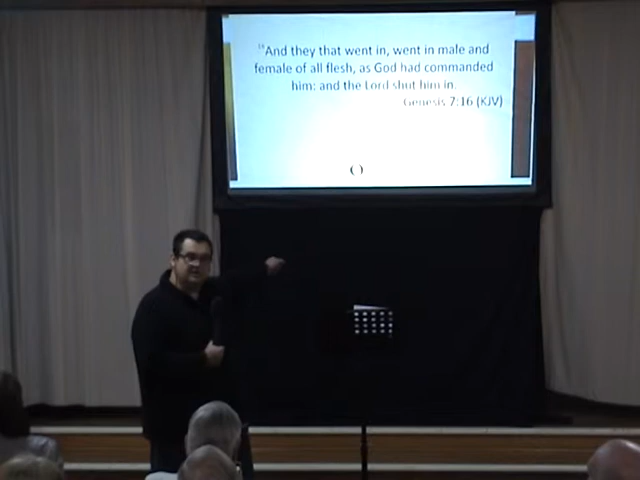 16And they that went in, went in male and
female of all flesh, as God had commanded
him: and the Lord shut him in.
Genesis 7:16 (KJV)
()